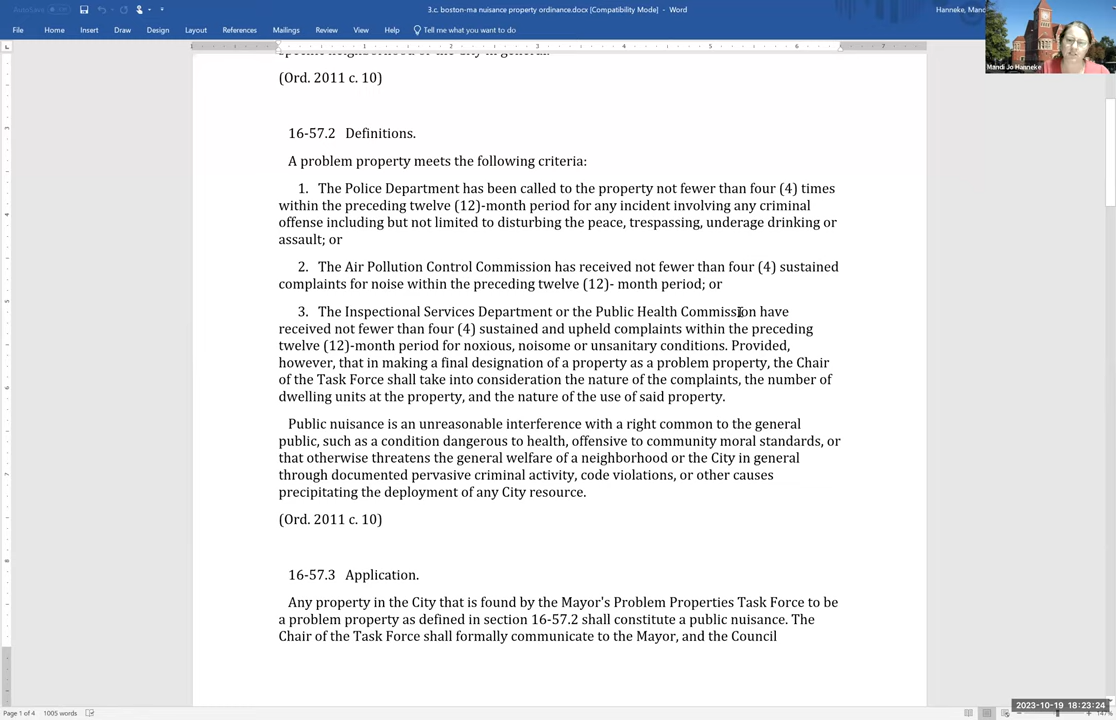 3.c. boston-ma nuisance property ordinance.docx [Compatibility Mode] - Word
Hanneke, Mand
File Home Insert Draw Design Layout References Mailings Review View Help Tell me what you want to do
Mandi Jo Hanneke
(Ord. 2011 c. 10)
16-57.2 Definitions.
A problem property meets the following criteria:
1. The Police Department has been called to the property not fewer than four (4) times
within the preceding twelve (12)-month period for any incident involving any criminal
offense including but not limited to disturbing the peace, trespassing, underage drinking or
assault; or
2. The Air Pollution Control Commission has received not fewer than four (4) sustained
complaints for noise within the preceding twelve (12)- month period; or
3. The Inspectional Services Department or the Public Health Commission have
received not fewer than four (4) sustained and upheld complaints within the preceding
twelve (12)-month period for noxious, noisome or unsanitary conditions. Provided,
however, that in making a final designation of a property as a problem property, the Chair
of the Task Force shall take into consideration the nature of the complaints, the number of
dwelling units at the property, and the nature of the use of said property.
Public nuisance is an unreasonable interference with a right common to the general
public, such as a condition dangerous to health, offensive to community moral standards, or
that otherwise threatens the general welfare of a neighborhood or the City in general
through documented pervasive criminal activity, code violations, or other causes
precipitating the deployment of any City resource.
(Ord. 2011 c. 10)
16-57.3 Application.
Any property in the City that is found by the Mayor's Problem Properties Task Force to be
a problem property as defined in section 16-57.2 shall constitute a public nuisance. The
Chair of the Task Force shall formally communicate to the Mayor, and the Council
2023-10-19 18:23:24
Page 1 of 4 1005 words